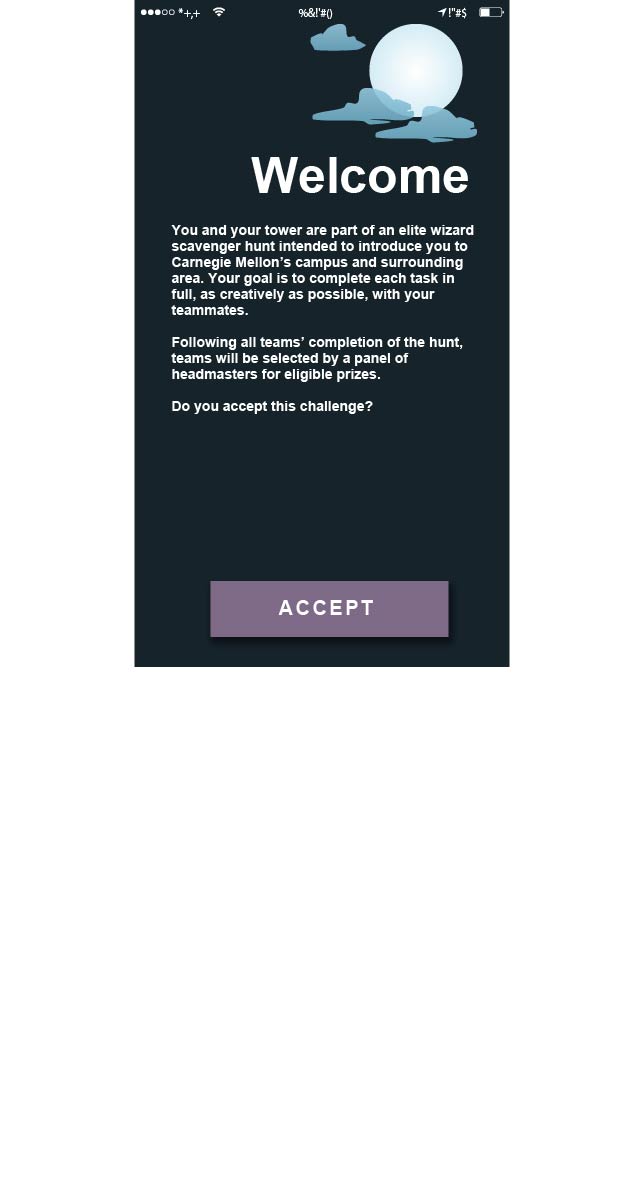 *+,+ %&!'#() !"#$
Welcome
You and your tower are part of an elite wizard
scavenger hunt intended to introduce you to
Carnegie Mellon’s campus and surrounding
area. Your goal is to complete each task in
full, as creatively as possible, with your
teammates.
Following all teams’ completion of the hunt,
teams will be selected by a panel of
headmasters for eligible prizes.
Do you accept this challenge?
ACCEPT